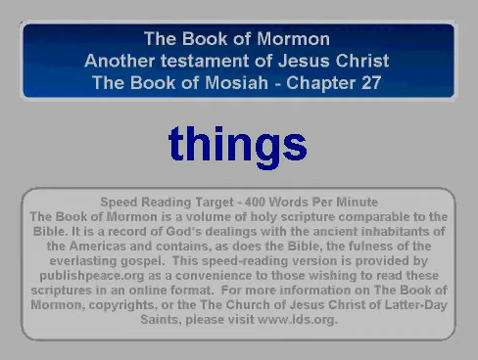 The Book of Mormon
Another testament of Jesus Christ
The Book of Mosiah - Chapter 27
things
Speed Reading Target - 400 Words Per Minute
The Book of Mormon is a volume of holy scripture comparable to the
Bible. It is a record of God's dealings with the ancient inhabitants of
the Americas and contains, as does the Bible, the fulness of the
everlasting gospel. This speed-reading version is provided by
publishpeace.org as a convenience to those wishing to read these
scriptures in an online format. For more information on The Book of
Mormon, copyrights, or the The Church of Jesus Christ of Latter-Day
Saints, please visit www.lds.org.